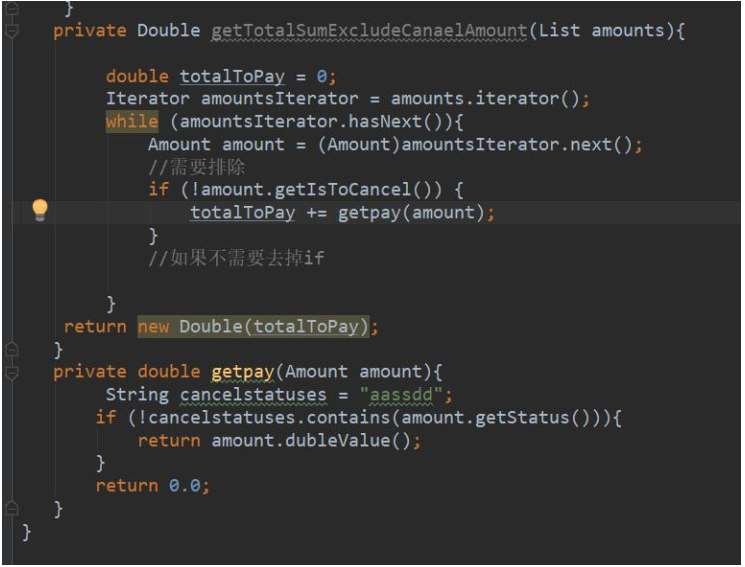 }
private Double getTotalSumExcludeCanaelAmount(List amounts){
double totalToPay = 0;
Iterator amountsIterator = amounts.iterator();
while (amountsIterator.hasNext()){
Amount amount = (Amount)amountsIterator.next();
//需要排除
if (!amount.getIsToCancel()) {
totalToPay += getpay(amount);
}
//如果不需要去掉if
}
return new Double(totalToPay);
}
private double getpay(Amount amount){
String cancelstatuses = "aassdd";
if (!cancelstatuses.contains(amount.getStatus())){
return amount.dubleValue();
}
return 0.0;
}
}